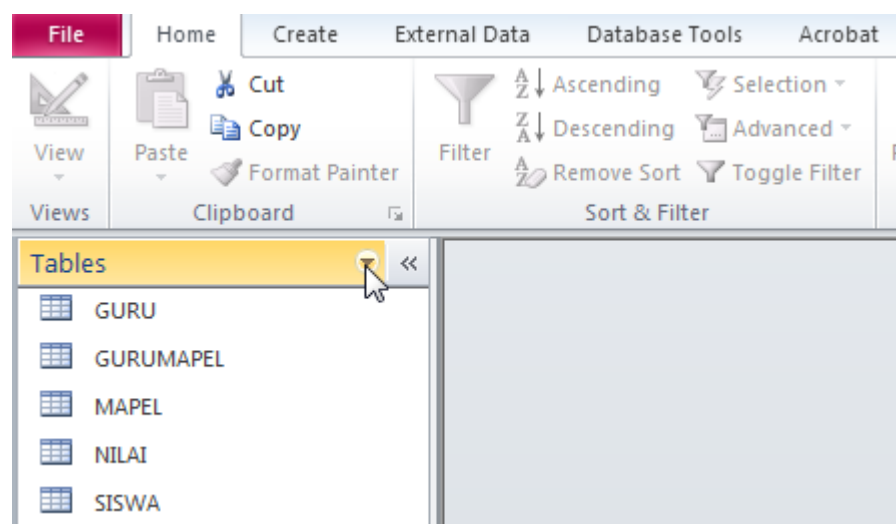 File Home Create External Data Database Tools Acrobat
View
Paste
Cut
Copy
Format Painter
Filter
Ascending
Descending
Remove Sort
Selection
Advanced
Toggle Filter
Views Clipboard Sort & Filter
Tables
GURU
GURUMAPEL
MAPEL
NILAI
SISWA